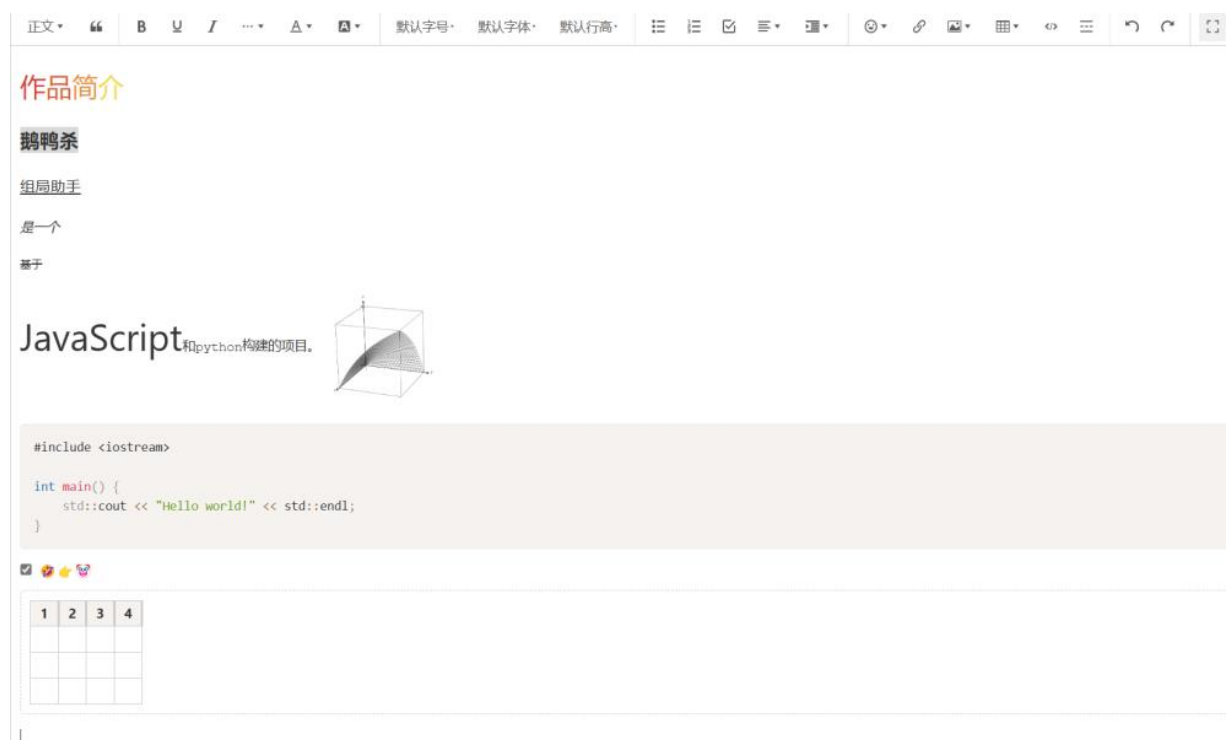 正文 B U I ... A A 默认字号 默认字体 默认行高
作品简介
鹅鸭杀
组局助手
是一个
基于
JavaScript和python构建的项目。
#include <iostream>
int main() {
    std::cout << "Hello world!" << std::endl;
}
🤣👉🤡
1 2 3 4